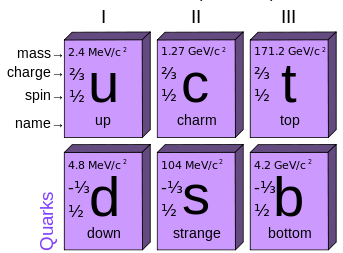 I II III
mass→ 2.4 MeV/c² 1.27 GeV/c² 171.2 GeV/c²
charge→ ⅔ ⅔ ⅔
u c t
spin→ ½ ½ ½
name→ up charm top
4.8 MeV/c² 104 MeV/c² 4.2 GeV/c²
-⅓ -⅓ -⅓
d s b
½ ½ ½
down strange bottom
Quarks